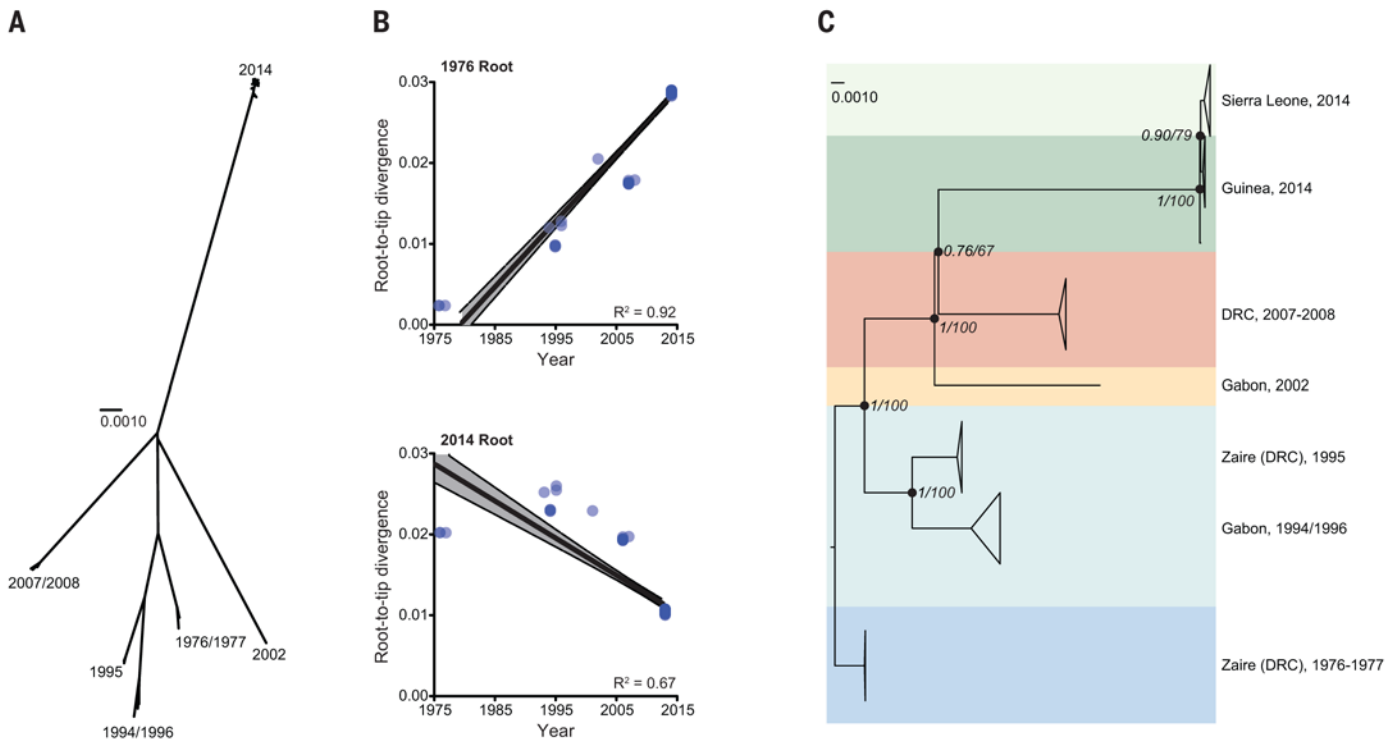 A
2014
0.0010
2007/2008
1976/1977
2002
1995
1994/1996
B
1976 Root
Root-to-tip divergence
0.03
0.02
0.01
0.00
R² = 0.92
1975 1985 1995 2005 2015
Year
2014 Root
Root-to-tip divergence
0.03
0.02
0.01
0.00
R² = 0.67
1975 1985 1995 2005 2015
Year
C
0.0010
Sierra Leone, 2014
0.90/79
Guinea, 2014
1/100
0.76/67
DRC, 2007-2008
1/100
Gabon, 2002
1/100
Zaire (DRC), 1995
1/100
Gabon, 1994/1996
Zaire (DRC), 1976-1977